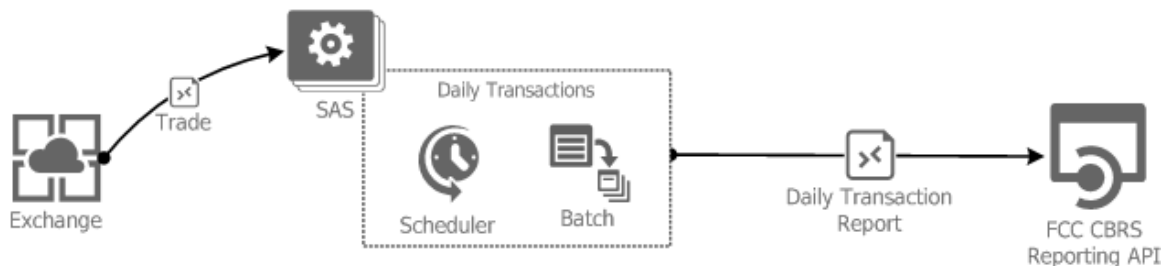 Trade
SAS
Exchange
Daily Transactions
Scheduler
Batch
Daily Transaction
Report
FCC CBRS
Reporting API